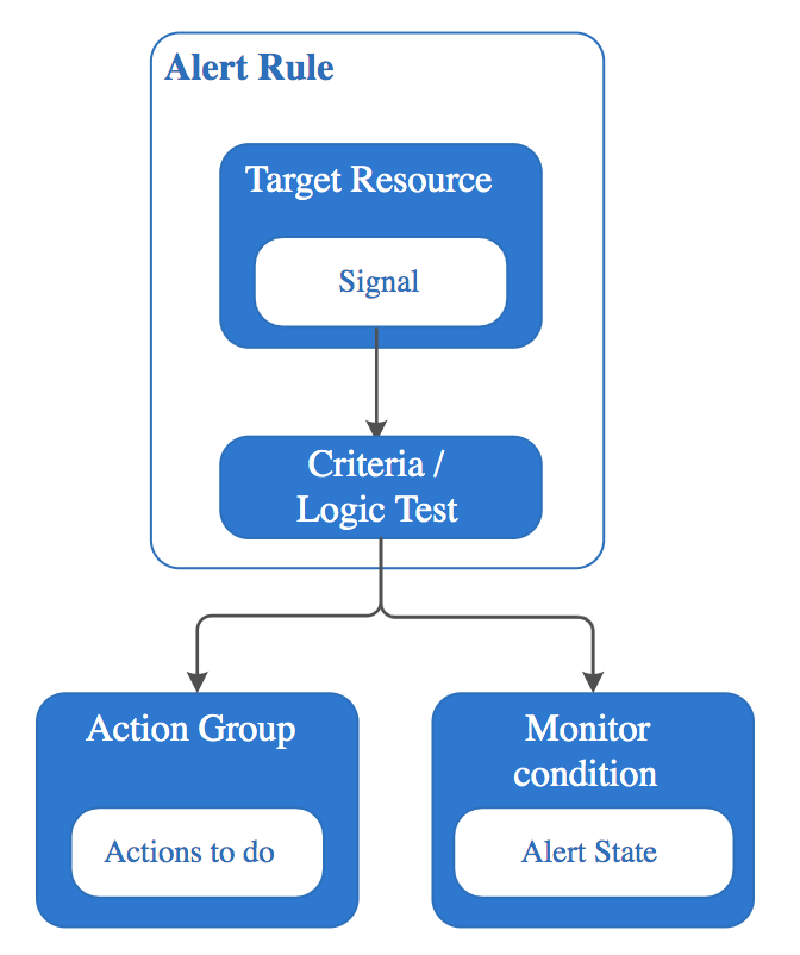 Alert Rule
Target Resource
Signal
Criteria /
Logic Test
Action Group
Actions to do
Monitor
condition
Alert State